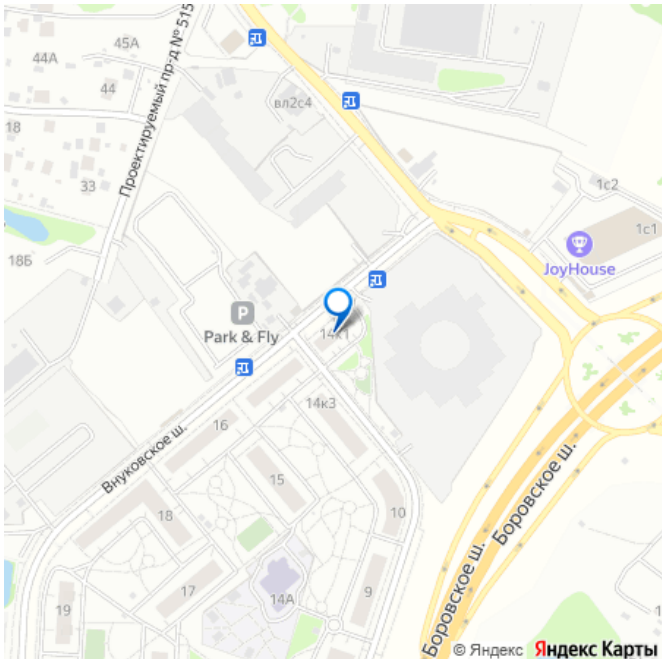 45А
44А
44
Проектируемый пр-д № 515
вл2с4
18
33
1с2
1с1
JoyHouse
18Б
Park & Fly
14к1
14к3
16
Внуковское ш.
15
10
18
Боровское ш.
17
9
14А
19
Боровское ш.
© Яндекс Яндекс Карты